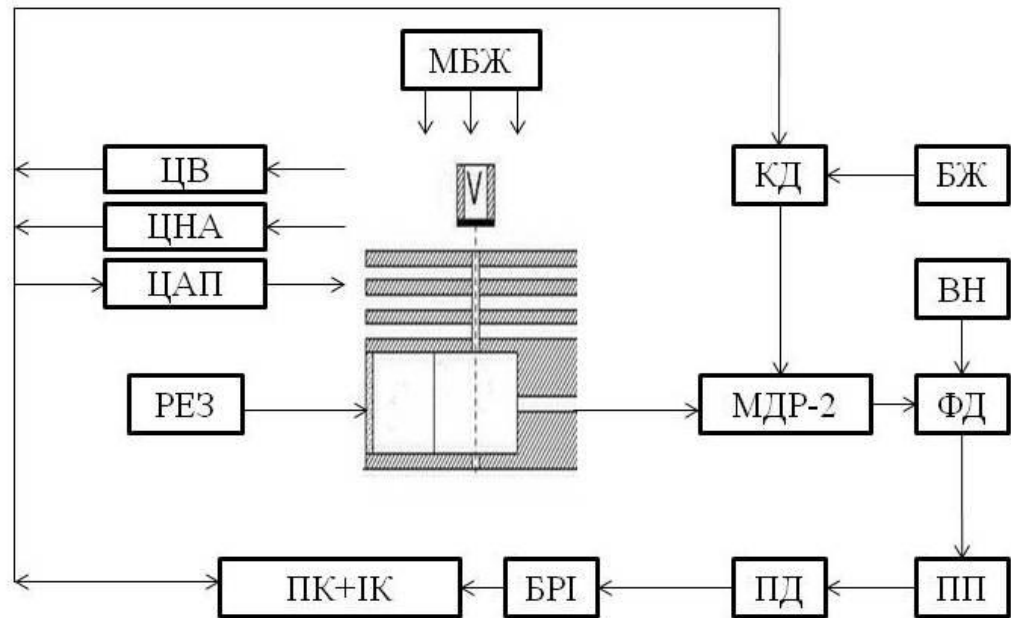 МБЖ
ЦВ
КД
БЖ
ЦНА
ЦАП
ВН
РЕЗ
МДР-2
ФД
ПК+ІК
БРІ
ПД
ПП